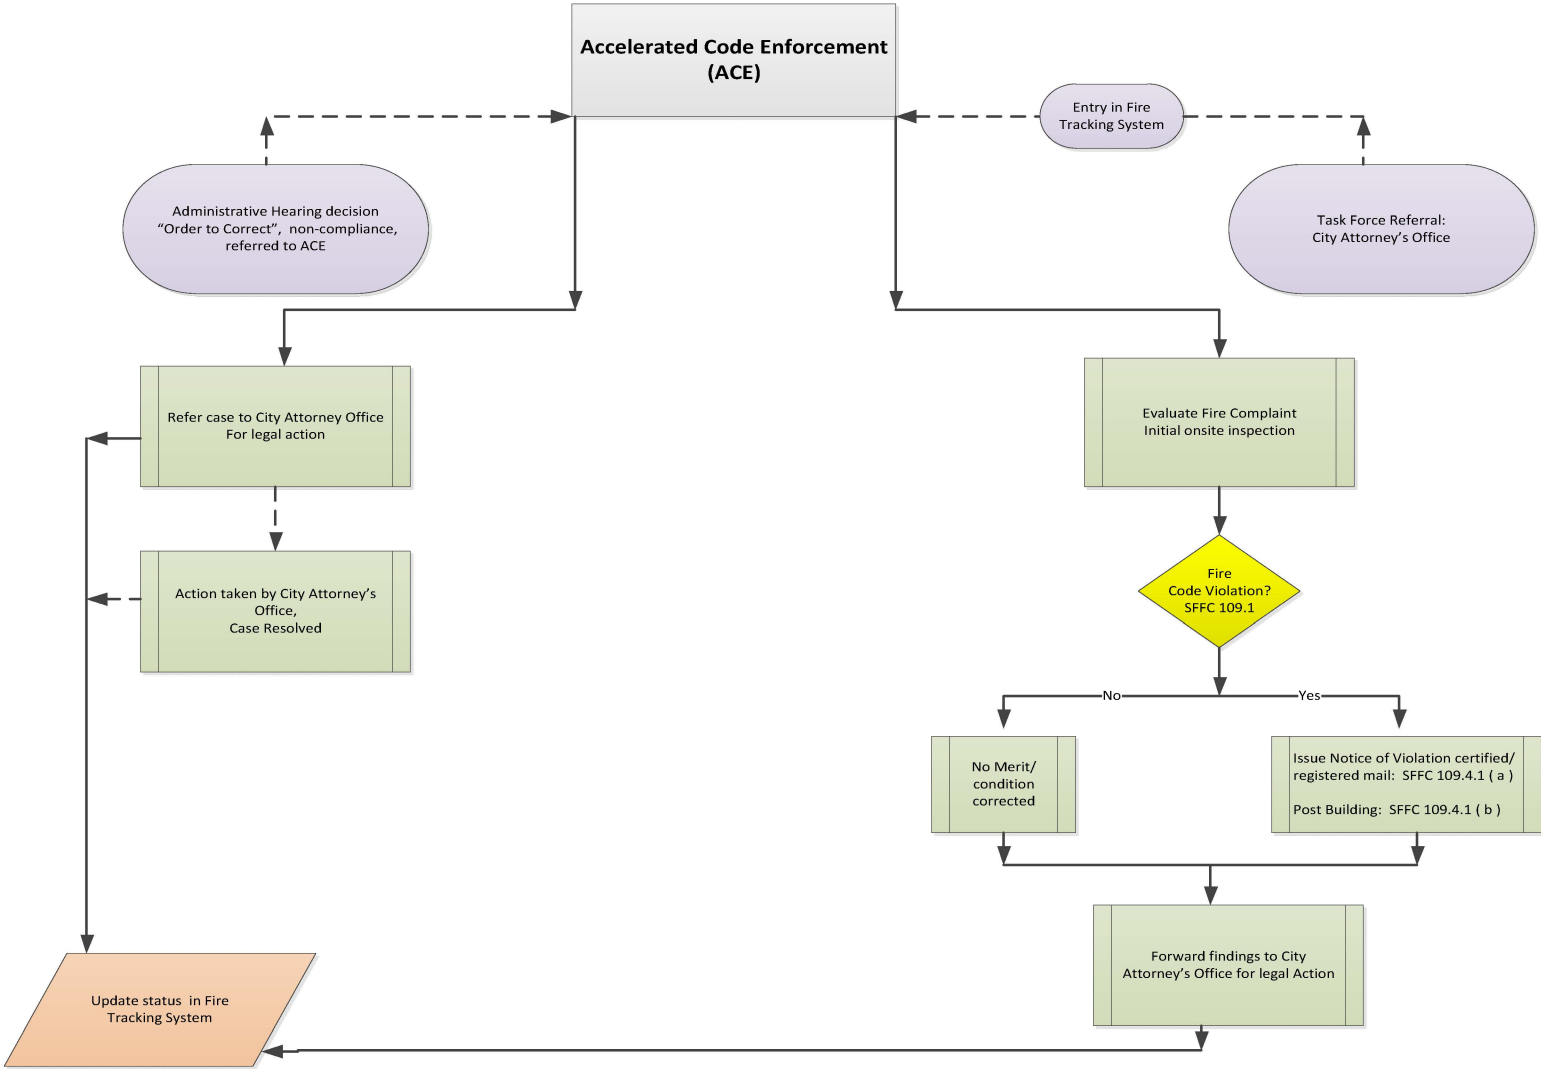 Accelerated Code Enforcement
(ACE)
Entry in Fire
Tracking System
Administrative Hearing decision
“Order to Correct”,  non-compliance,
referred to ACE
Task Force Referral:
City Attorney’s Office
Refer case to City Attorney Office
For legal action
Evaluate Fire Complaint
Initial onsite inspection
Action taken by City Attorney’s
Office,
Case Resolved
Fire
Code Violation?
SFFC 109.1
No
Yes
No Merit/
condition
corrected
Issue Notice of Violation certified/
registered mail:  SFFC 109.4.1 ( a )
Post Building:  SFFC 109.4.1 ( b )
Forward findings to City
Attorney’s Office for legal Action
Update status  in Fire
Tracking System